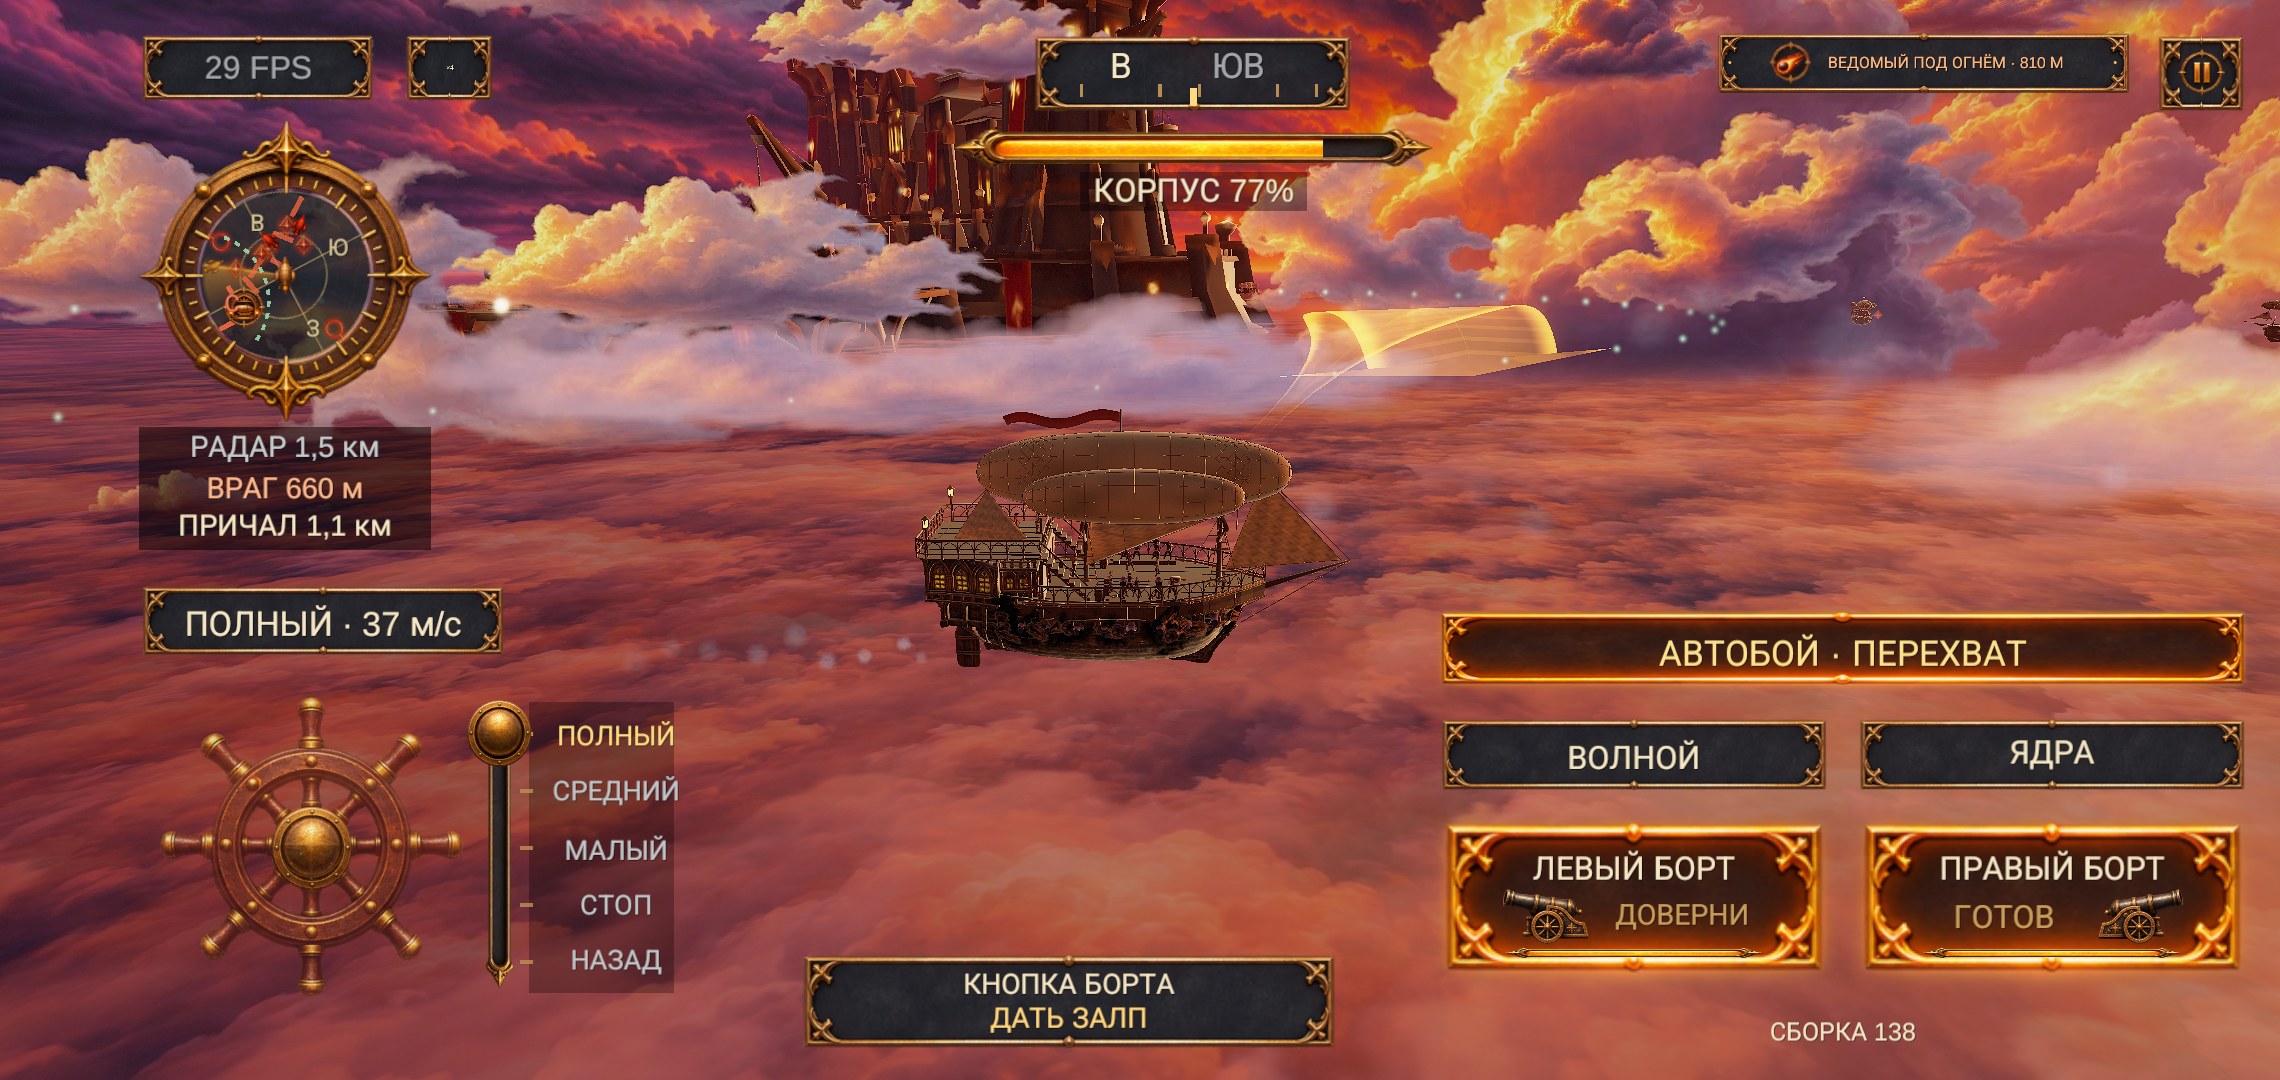 29 FPS
×4
В ЮВ
ВЕДОМЫЙ ПОД ОГНЁМ · 810 М
КОРПУС 77%
В
Ю
З
РАДАР 1,5 км
ВРАГ 660 м
ПРИЧАЛ 1,1 км
ПОЛНЫЙ · 37 м/с
ПОЛНЫЙ
СРЕДНИЙ
МАЛЫЙ
СТОП
НАЗАД
АВТОБОЙ · ПЕРЕХВАТ
ВОЛНОЙ
ЯДРА
ЛЕВЫЙ БОРТ
ДОВЕРНИ
ПРАВЫЙ БОРТ
ГОТОВ
КНОПКА БОРТА
ДАТЬ ЗАЛП
СБОРКА 138